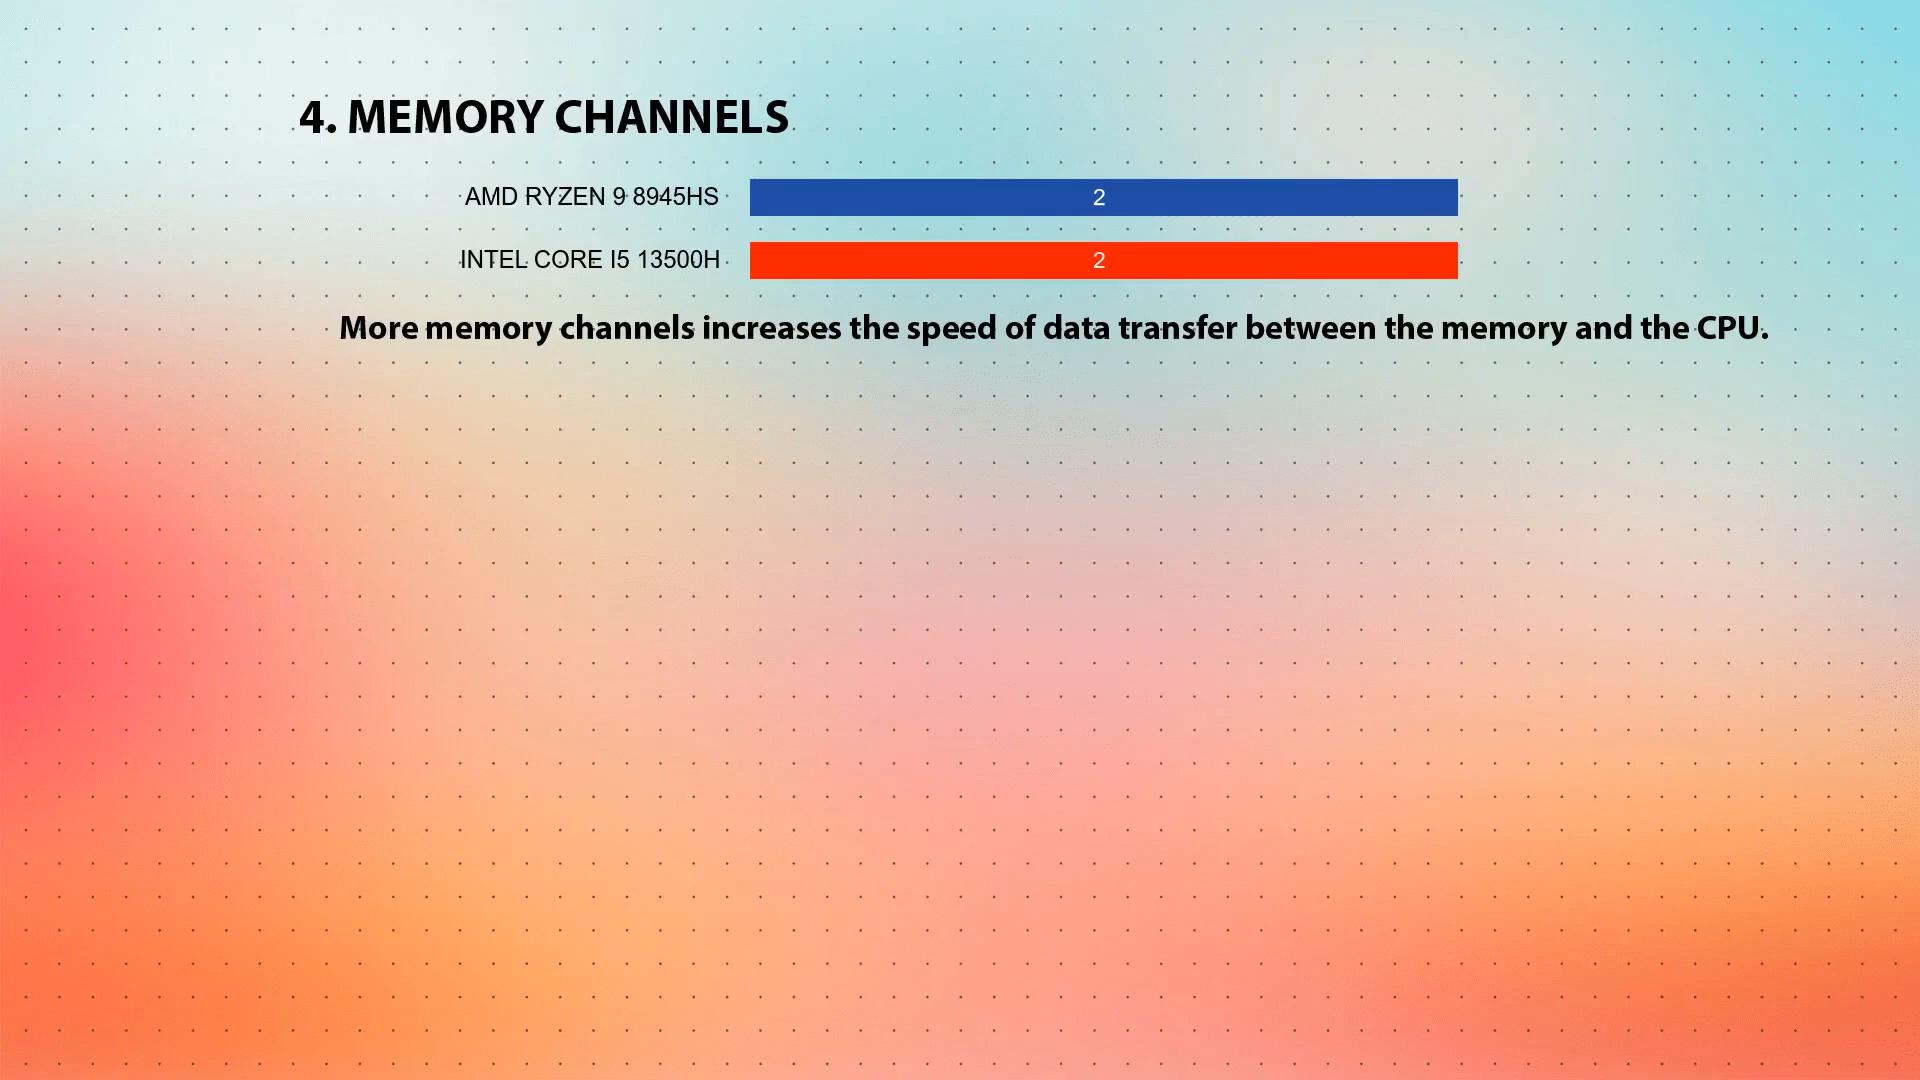 4. MEMORY CHANNELS
AMD RYZEN 9 8945HS 2
INTEL CORE I5 13500H 2
More memory channels increases the speed of data transfer between the memory and the CPU.